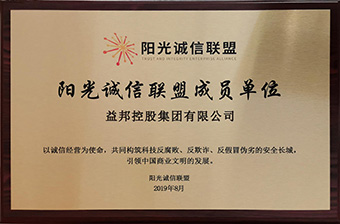 阳光诚信联盟
TRUST AND INTEGRITY ENTERPRISE ALLIANCE
阳光诚信联盟成员单位
益邦控股集团有限公司
以诚信经营为使命，共同构筑科技反腐败、反欺诈、反假冒伪劣的安全长城，
引领中国商业文明的发展。
阳光诚信联盟
2019年8月